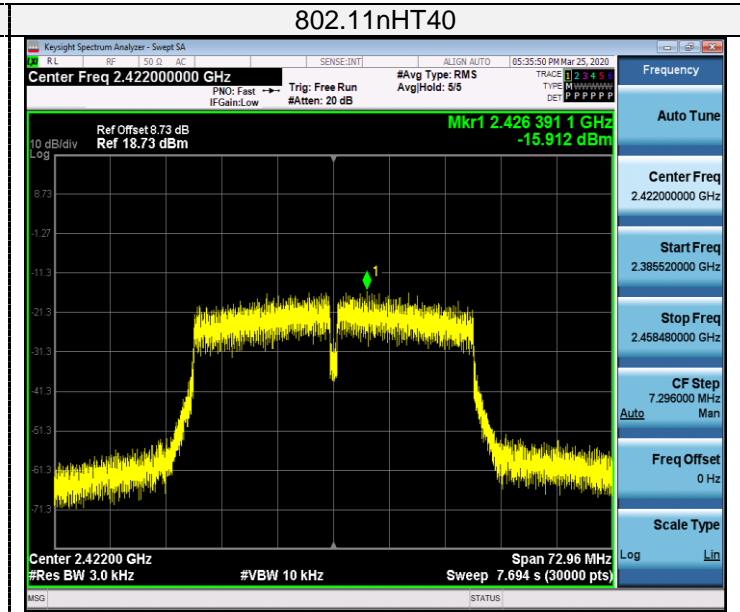 802.11nHT40
Keysight Spectrum Analyzer - Swept SA
RL RF 50 Ω AC SENSE:INT ALIGN AUTO 05:35:50 PM Mar 25, 2020
Center Freq 2.422000000 GHz
PNO: Fast
IFGain:Low
Trig: Free Run
#Atten: 20 dB
#Avg Type: RMS
Avg|Hold: 5/5
TRACE 1 2 3 4 5 6
TYPE M WWWWW
DET P P P P P P
Frequency
Auto Tune
Center Freq
2.422000000 GHz
Start Freq
2.385520000 GHz
Stop Freq
2.458480000 GHz
CF Step
7.296000 MHz
Auto Man
Freq Offset
0 Hz
Scale Type
Log Lin
Mkr1 2.426 391 1 GHz
-15.912 dBm
Ref Offset 8.73 dB
10 dB/div Ref 18.73 dBm
Log
8.73
-1.27
-11.3
1
-21.3
-31.3
-41.3
-51.3
-61.3
-71.3
Center 2.42200 GHz Span 72.96 MHz
#Res BW 3.0 kHz #VBW 10 kHz Sweep 7.694 s (30000 pts)
MSG STATUS